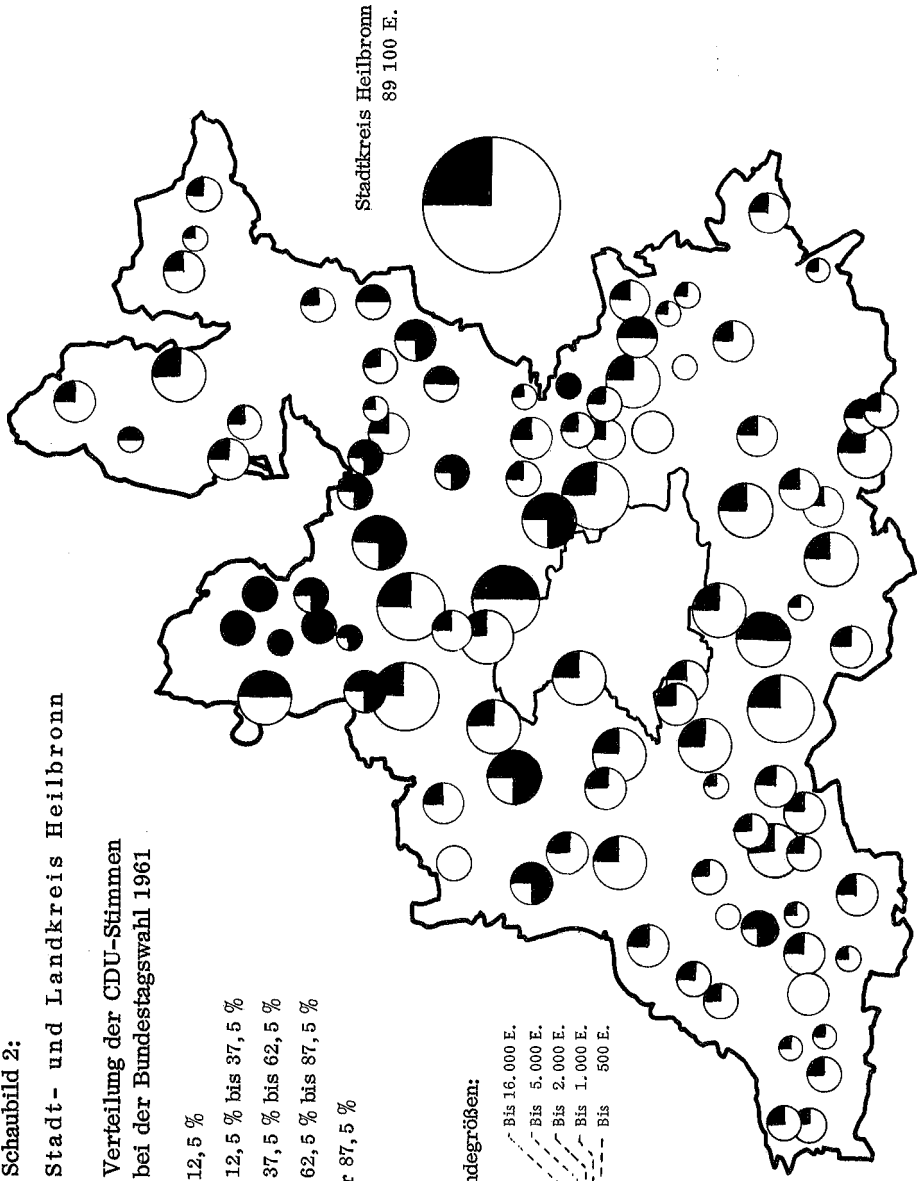 Schaubild 2:
Stadt- und Landkreis Heilbronn
Verteilung der CDU-Stimmen
bei der Bundestagswahl 1961
12,5 %
12,5 % bis 37,5 %
37,5 % bis 62,5 %
62,5 % bis 87,5 %
r 87,5 %
ndegrößen:
Bis 16.000 E.
Bis 5.000 E.
Bis 2.000 E.
Bis 1.000 E.
Bis 500 E.
Stadtkreis Heilbronn
89 100 E.